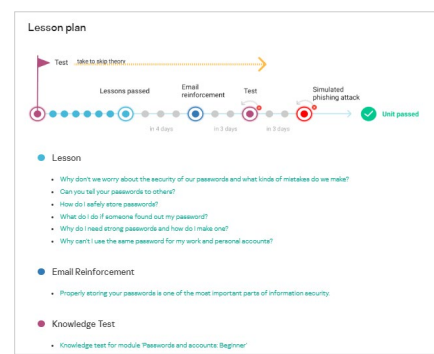 Lesson plan
Test take to skip theory
Lessons passed
Email
reinforcement
Test
Simulated
phishing attack
Unit passed
in 4 days
in 3 days
in 3 days
Lesson
Why don't we worry about the security of our passwords and what kinds of mistakes do we make?
Can you tell your passwords to others?
How do I safely store passwords?
What do I do if someone found out my password?
Why do I need strong passwords and how do I make one?
Why can't I use the same password for my work and personal accounts?
Email Reinforcement
Properly storing your passwords is one of the most important parts of information security.
Knowledge Test
Knowledge test for module 'Passwords and accounts: Beginner'